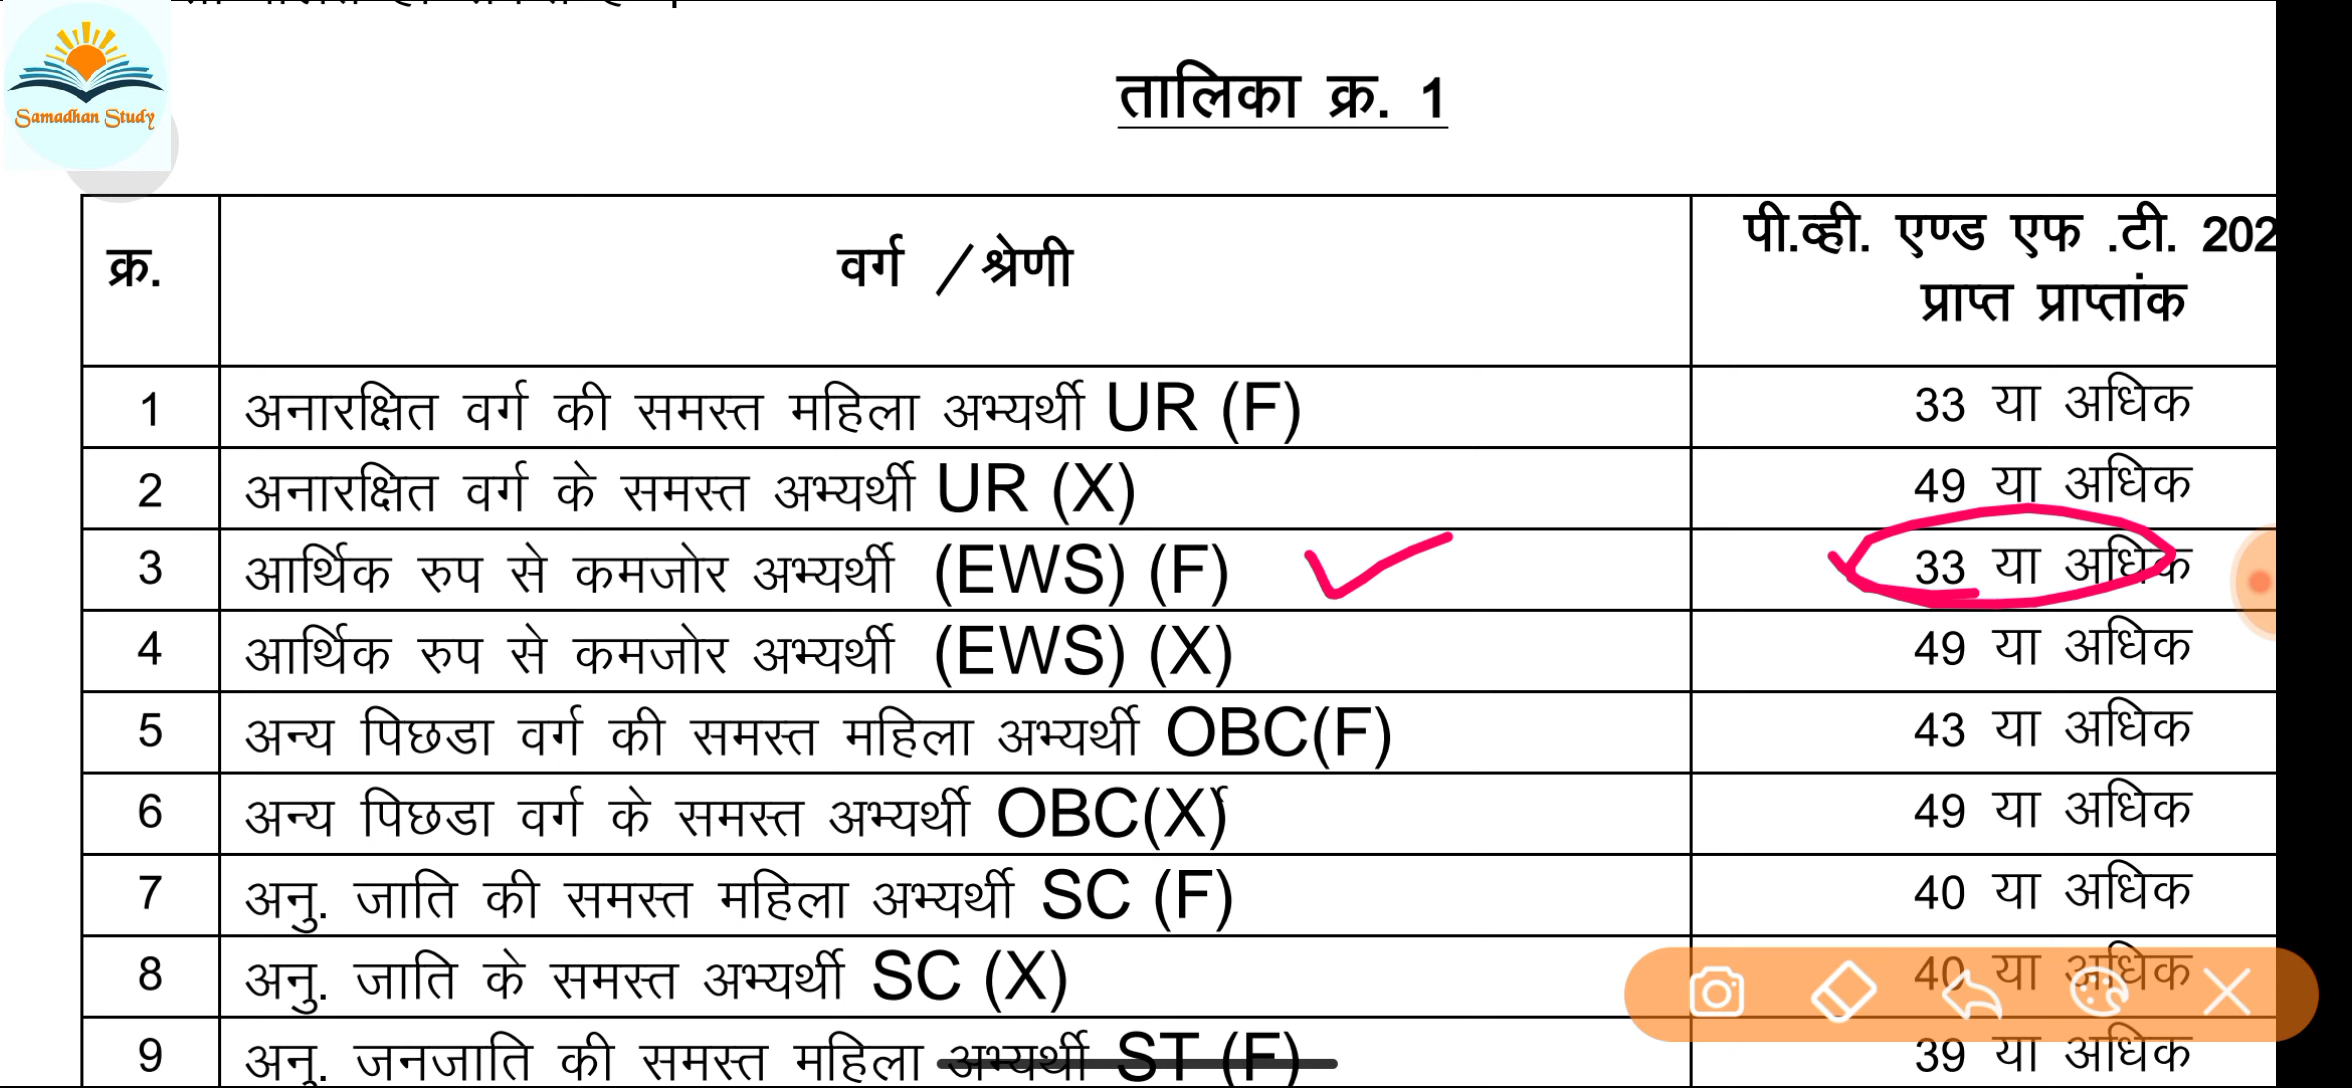 Samadhan Study
तालिका क्र. 1
क्र. वर्ग / श्रेणी पी.व्ही. एण्ड एफ .टी. 202
प्राप्त प्राप्तांक
1 अनारक्षित वर्ग की समस्त महिला अभ्यर्थी UR (F) 33 या अधिक
2 अनारक्षित वर्ग के समस्त अभ्यर्थी UR (X) 49 या अधिक
3 आर्थिक रुप से कमजोर अभ्यर्थी (EWS) (F) 33 या अधिक
4 आर्थिक रुप से कमजोर अभ्यर्थी (EWS) (X) 49 या अधिक
5 अन्य पिछडा वर्ग की समस्त महिला अभ्यर्थी OBC(F) 43 या अधिक
6 अन्य पिछडा वर्ग के समस्त अभ्यर्थी OBC(X) 49 या अधिक
7 अनु. जाति की समस्त महिला अभ्यर्थी SC (F) 40 या अधिक
8 अनु. जाति के समस्त अभ्यर्थी SC (X) 40 या अधिक
9 अनु. जनजाति की समस्त महिला अभ्यर्थी ST (F) 39 या अधिक